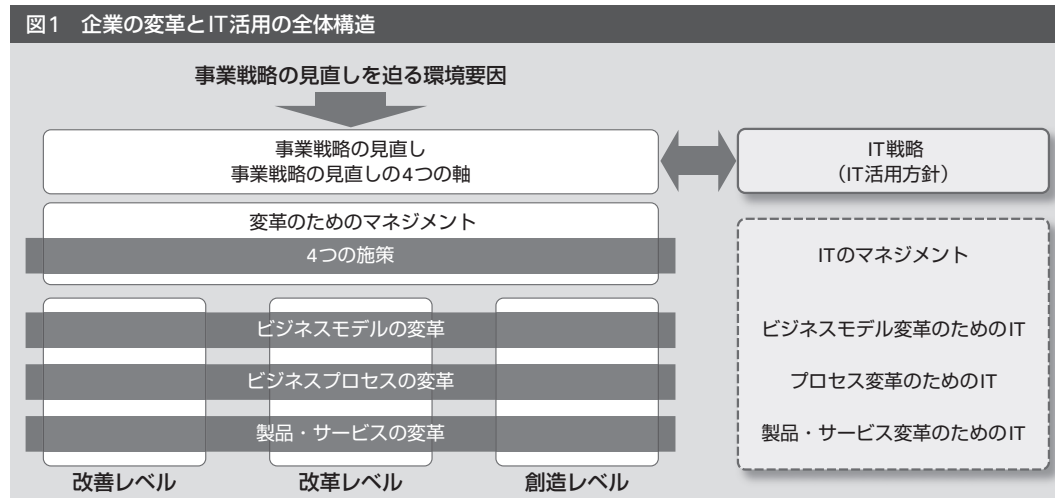 図1 企業の変革とIT活用の全体構造
事業戦略の見直しを迫る環境要因
事業戦略の見直し
事業戦略の見直しの4つの軸
IT戦略
（IT活用方針）
変革のためのマネジメント
4つの施策
ITのマネジメント
ビジネスモデルの変革
ビジネスモデル変革のためのIT
ビジネスプロセスの変革
プロセス変革のためのIT
製品・サービスの変革
製品・サービス変革のためのIT
改善レベル
改革レベル
創造レベル